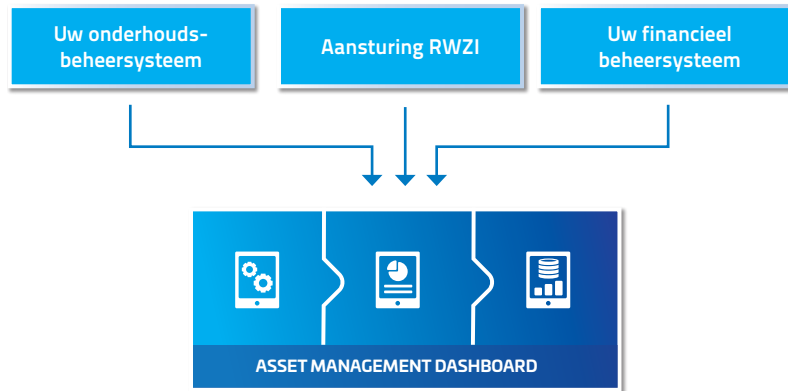 Uw onderhouds-
beheersysteem
Aansturing RWZI
Uw financieel
beheersysteem
ASSET MANAGEMENT DASHBOARD